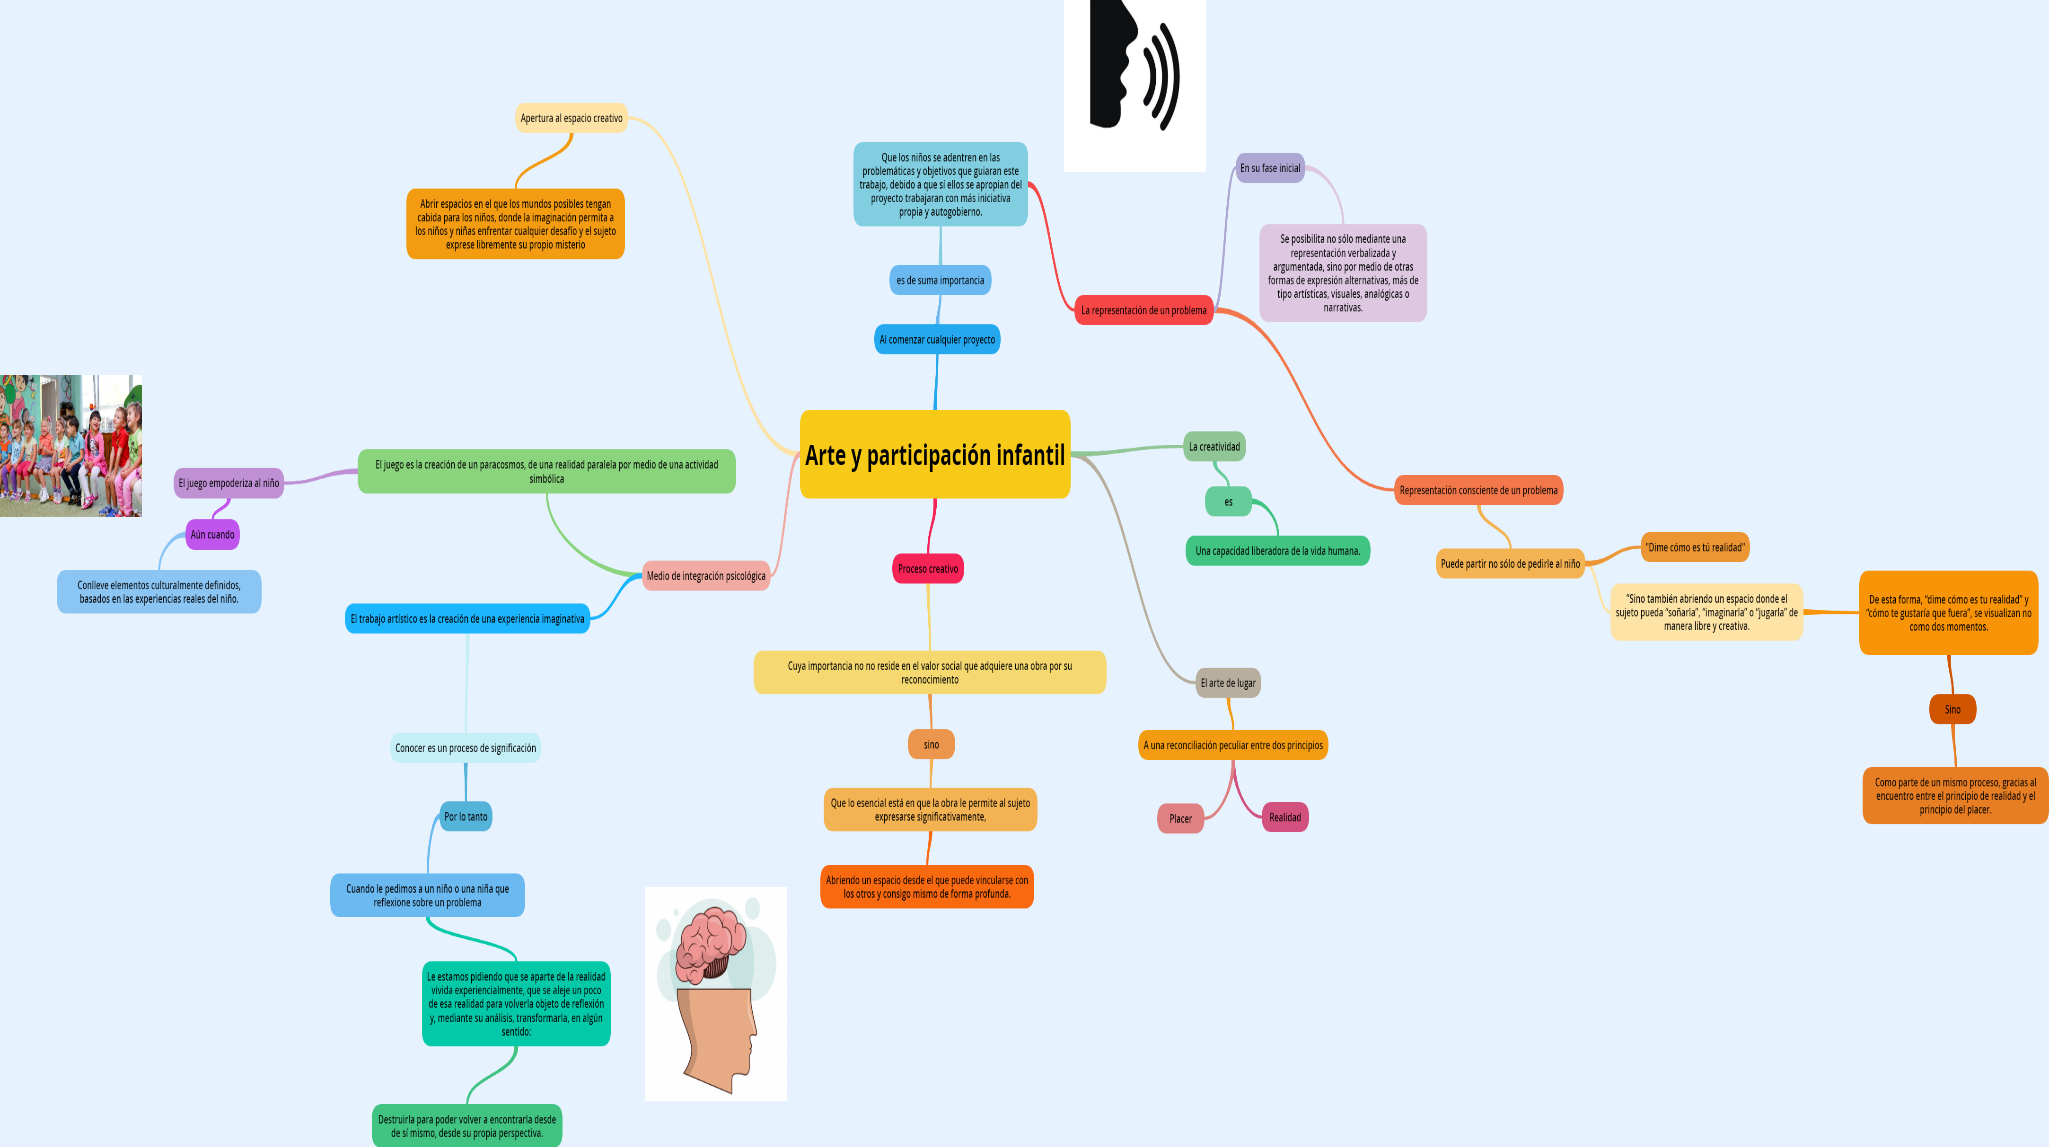 Arte y participación infantil
Apertura al espacio creativo
Abrir espacios en el que los mundos posibles tengan
cabida para los niños, donde la imaginación permita a
los niños y niñas enfrentar cualquier desafío y el sujeto
exprese libremente su propio misterio
Que los niños se adentren en las
problemáticas y objetivos que guiaran este
trabajo, debido a que sí ellos se apropian del
proyecto trabajaran con más iniciativa
propia y autogobierno.
es de suma importancia
Al comenzar cualquier proyecto
La representación de un problema
En su fase inicial
Se posibilita no sólo mediante una
representación verbalizada y
argumentada, sino por medio de otras
formas de expresión alternativas, más de
tipo artísticas, visuales, analógicas o
narrativas.
Representación consciente de un problema
Puede partir no sólo de pedirle al niño
"Dime cómo es tú realidad"
"Sino también abriendo un espacio donde el
sujeto pueda “soñarla”, “imaginarla” o “jugarla” de
manera libre y creativa.
De esta forma, “dime cómo es tu realidad” y
“cómo te gustaría que fuera”, se visualizan no
como dos momentos.
Sino
Como parte de un mismo proceso, gracias al
encuentro entre el principio de realidad y el
principio del placer.
La creatividad
es
Una capacidad liberadora de la vida humana.
El arte de lugar
A una reconciliación peculiar entre dos principios
Placer
Realidad
Proceso creativo
Cuya importancia no no reside en el valor social que adquiere una obra por su
reconocimiento
sino
Que lo esencial está en que la obra le permite al sujeto
expresarse significativamente,
Abriendo un espacio desde el que puede vincularse con
los otros y consigo mismo de forma profunda.
Medio de integración psicológica
El juego es la creación de un paracosmos, de una realidad paralela por medio de una actividad
simbólica
El juego empoderiza al niño
Aún cuando
Conlleve elementos culturalmente definidos,
basados en las experiencias reales del niño.
El trabajo artístico es la creación de una experiencia imaginativa
Conocer es un proceso de significación
Por lo tanto
Cuando le pedimos a un niño o una niña que
reflexione sobre un problema
Le estamos pidiendo que se aparte de la realidad
vivida experiencialmente, que se aleje un poco
de esa realidad para volverla objeto de reflexión
y, mediante su análisis, transformarla, en algún
sentido:
Destruirla para poder volver a encontrarla desde
de sí mismo, desde su propia perspectiva.